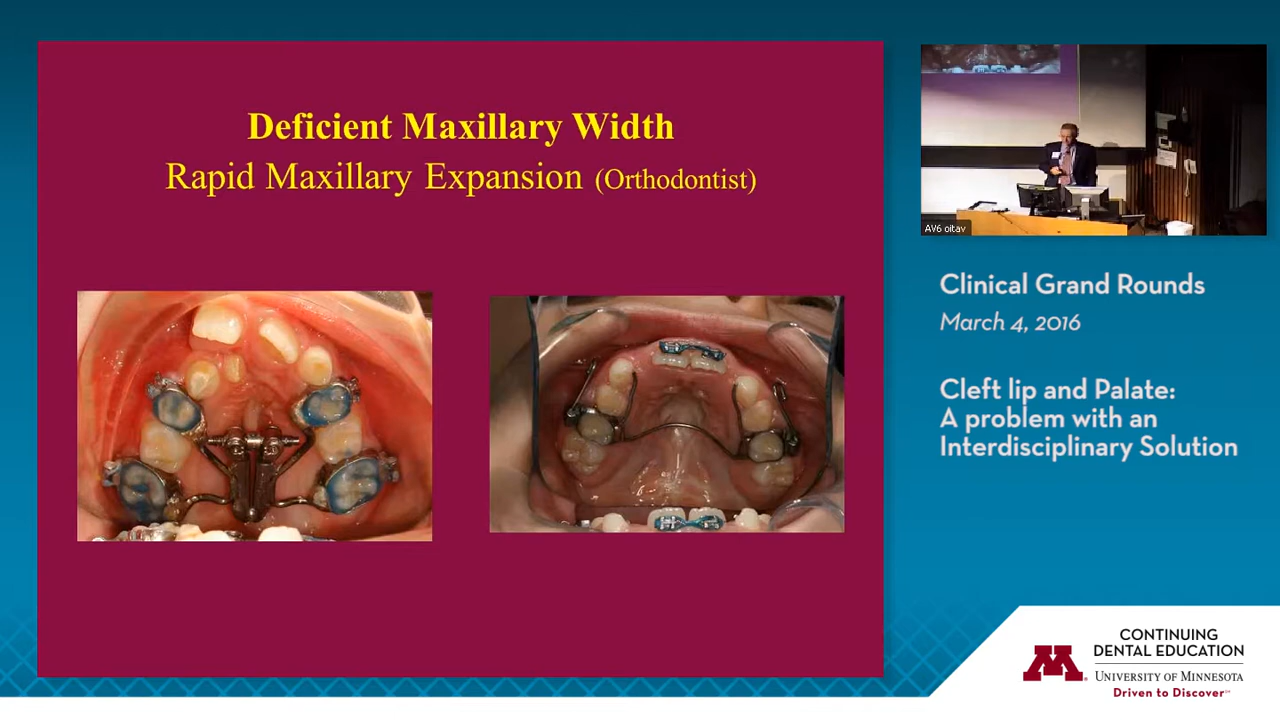 Deficient Maxillary Width
Rapid Maxillary Expansion (Orthodontist)
AV6 oitav
Clinical Grand Rounds
March 4, 2016
Cleft lip and Palate:
A problem with an
Interdisciplinary Solution
M
CONTINUING
DENTAL EDUCATION
UNIVERSITY OF MINNESOTA
Driven to Discover℠